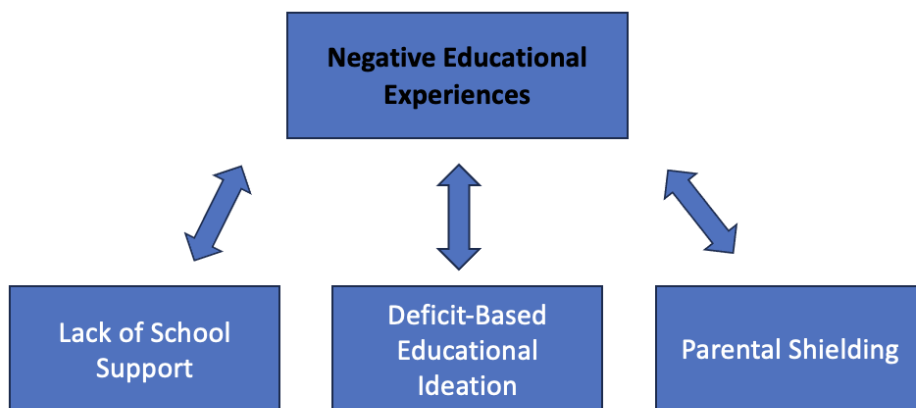 Negative Educational
Experiences
Lack of School
Support
Deficit-Based
Educational
Ideation
Parental Shielding